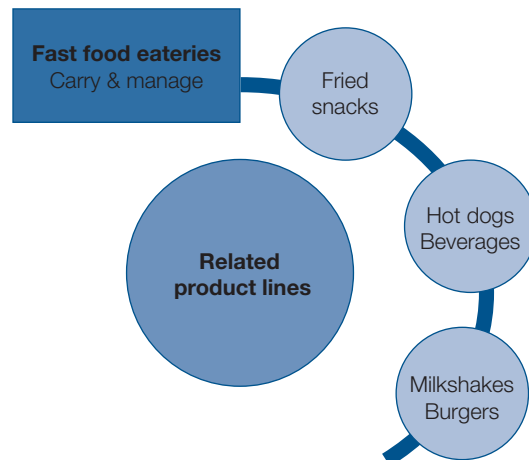 Fast food eateries
Carry & manage
Fried
snacks
Hot dogs
Beverages
Related
product lines
Milkshakes
Burgers